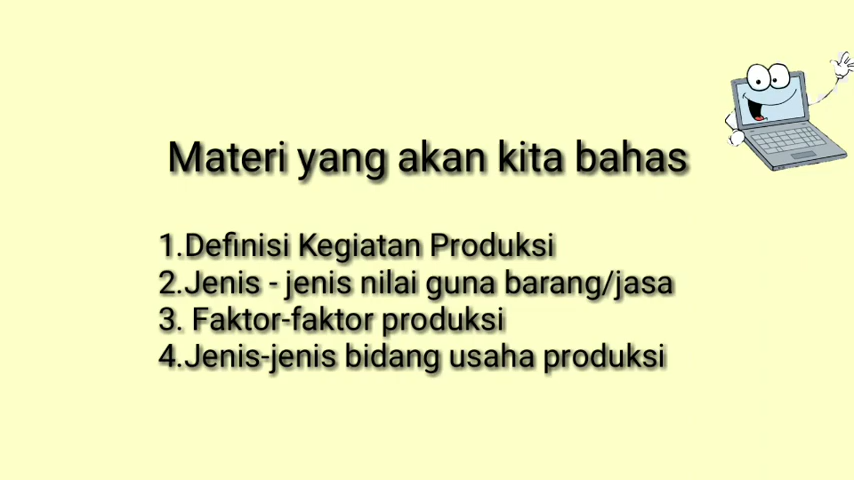 Materi yang akan kita bahas
1.Definisi Kegiatan Produksi
2.Jenis - jenis nilai guna barang/jasa
3. Faktor-faktor produksi
4.Jenis-jenis bidang usaha produksi